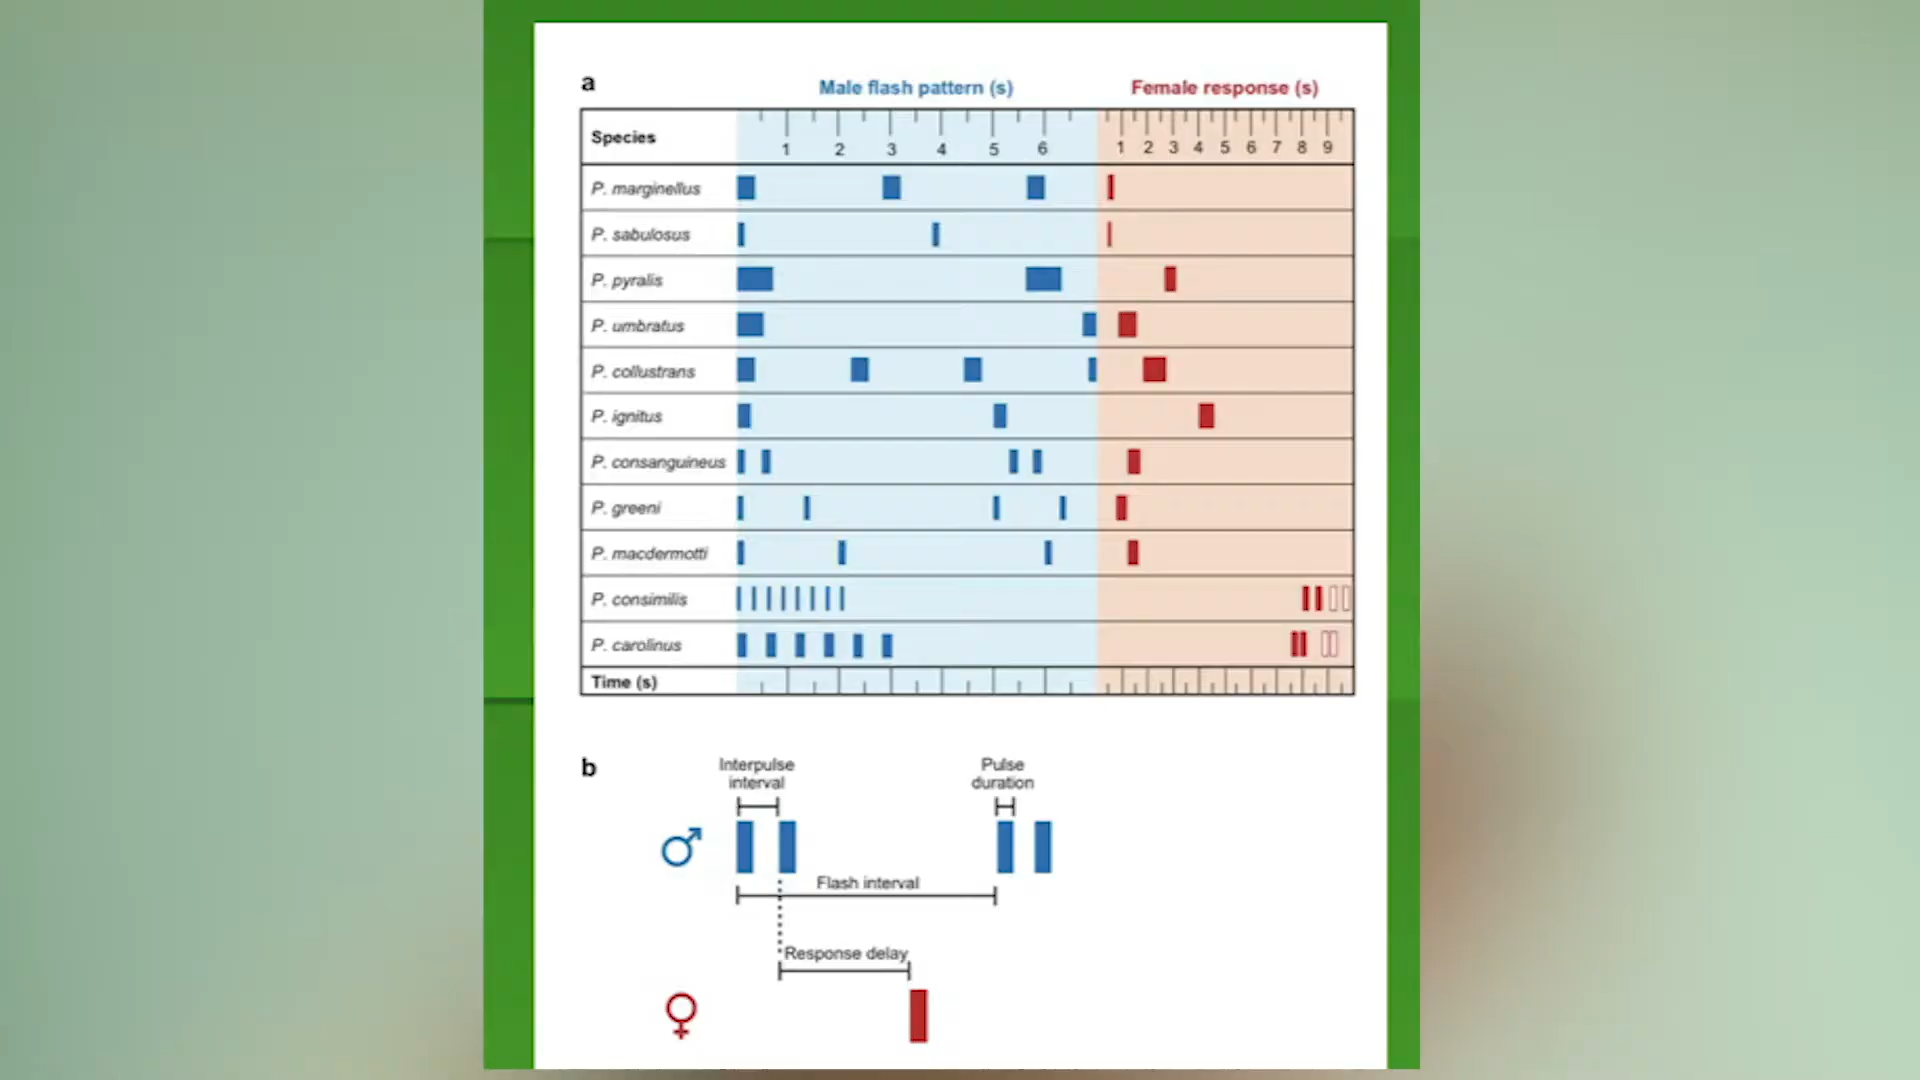 a
Male flash pattern (s) Female response (s)
Species
1 2 3 4 5 6 1 2 3 4 5 6 7 8 9
P. marginellus
P. sabulosus
P. pyralis
P. umbratus
P. collustrans
P. ignitus
P. consanguineus
P. greeni
P. macdermotti
P. consimilis
P. carolinus
Time (s)
b
Interpulse
interval
Pulse
duration
Flash interval
Response delay